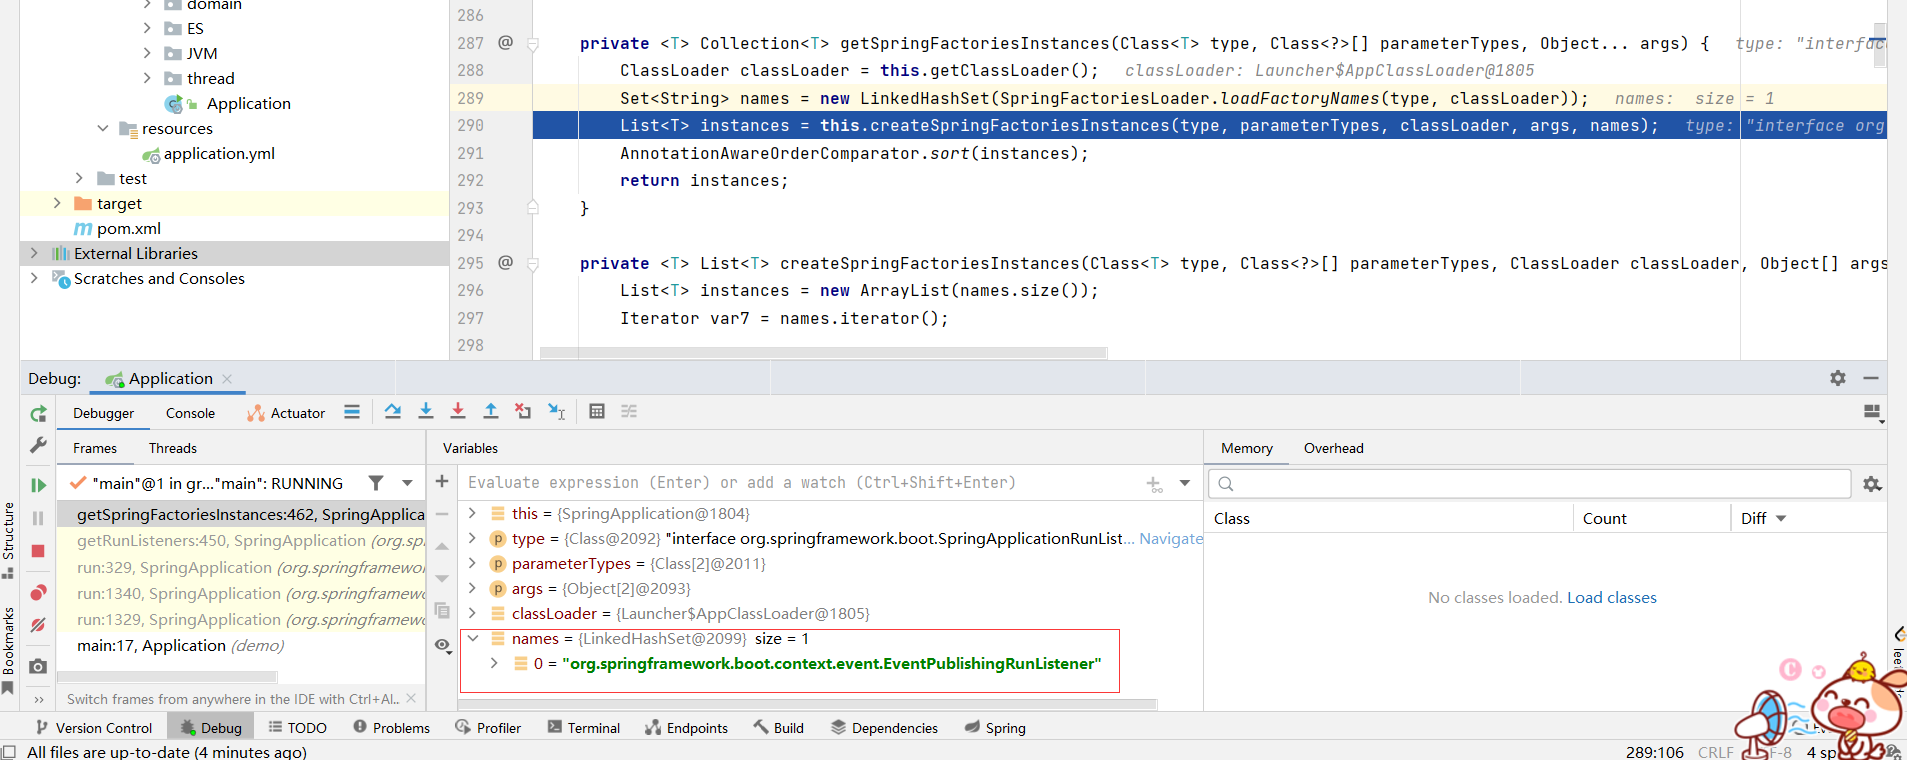 domain
ES
JVM
thread
Application
resources
application.yml
test
target
pom.xml
External Libraries
Scratches and Consoles
286
287 @ private <T> Collection<T> getSpringFactoriesInstances(Class<T> type, Class<?>[] parameterTypes, Object... args) { type: "interface
288 ClassLoader classLoader = this.getClassLoader(); classLoader: Launcher$AppClassLoader@1805
289 Set<String> names = new LinkedHashSet(SpringFactoriesLoader.loadFactoryNames(type, classLoader)); names: size = 1
290 List<T> instances = this.createSpringFactoriesInstances(type, parameterTypes, classLoader, args, names); type: "interface org
291 AnnotationAwareOrderComparator.sort(instances);
292 return instances;
293 }
294
295 @ private <T> List<T> createSpringFactoriesInstances(Class<T> type, Class<?>[] parameterTypes, ClassLoader classLoader, Object[] args
296 List<T> instances = new ArrayList(names.size());
297 Iterator var7 = names.iterator();
298
Debug: Application
Debugger Console Actuator
Frames Threads
"main"@1 in gr..."main": RUNNING
getSpringFactoriesInstances:462, SpringApplica
getRunListeners:450, SpringApplication (org.sp
run:329, SpringApplication (org.springframewo
run:1340, SpringApplication (org.springframew
run:1329, SpringApplication (org.springframew
main:17, Application (demo)
Switch frames from anywhere in the IDE with Ctrl+Al..
Variables
Evaluate expression (Enter) or add a watch (Ctrl+Shift+Enter)
this = {SpringApplication@1804}
type = {Class@2092} "interface org.springframework.boot.SpringApplicationRunList... Navigate
parameterTypes = {Class[2]@2011}
args = {Object[2]@2093}
classLoader = {Launcher$AppClassLoader@1805}
names = {LinkedHashSet@2099} size = 1
0 = "org.springframework.boot.context.event.EventPublishingRunListener"
Memory Overhead
Class Count Diff
No classes loaded. Load classes
Structure
Bookmarks
leet
Version Control Debug TODO Problems Profiler Terminal Endpoints Build Dependencies Spring
All files are up-to-date (4 minutes ago)
289:106 CRLF F-8 4 sp